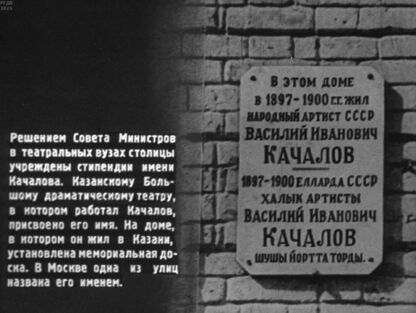 РГДБ
2025
Решением Совета Министров
в театральных вузах столицы
учреждены стипендии имени
Качалова. Казанскому Боль-
шому драматическому театру,
в котором работал Качалов,
присвоено его имя. На доме,
в котором он жил в Казани,
установлена мемориальная до-
ска. В Москве одна из улиц
названа его именем.
В этом доме
в 1897-1900 г.г. жил
народный артист СССР
Василий Иванович
Качалов
1897-1900 елларда СССР
халык артисты
Василий Иванович
Качалов
шушы йортта торды.